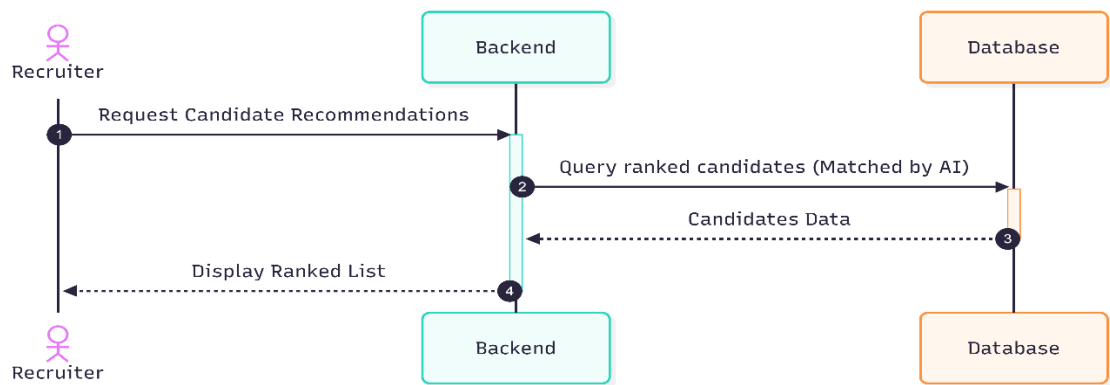 Recruiter
Backend
Database
Request Candidate Recommendations
1
Query ranked candidates (Matched by AI)
2
Candidates Data
3
Display Ranked List
4
Recruiter
Backend
Database